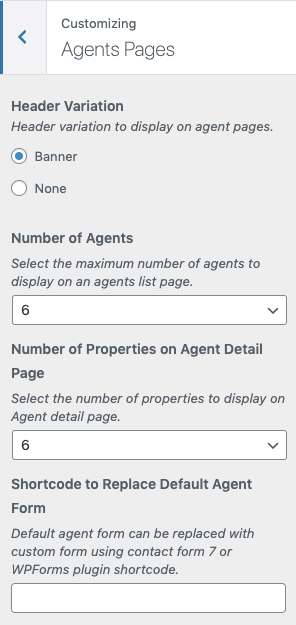 Customizing
Agents Pages
Header Variation
Header variation to display on agent pages.
Banner
None
Number of Agents
Select the maximum number of agents to
display on an agents list page.
6
Number of Properties on Agent Detail
Page
Select the number of properties to display on
Agent detail page.
6
Shortcode to Replace Default Agent
Form
Default agent form can be replaced with
custom form using contact form 7 or
WPForms plugin shortcode.